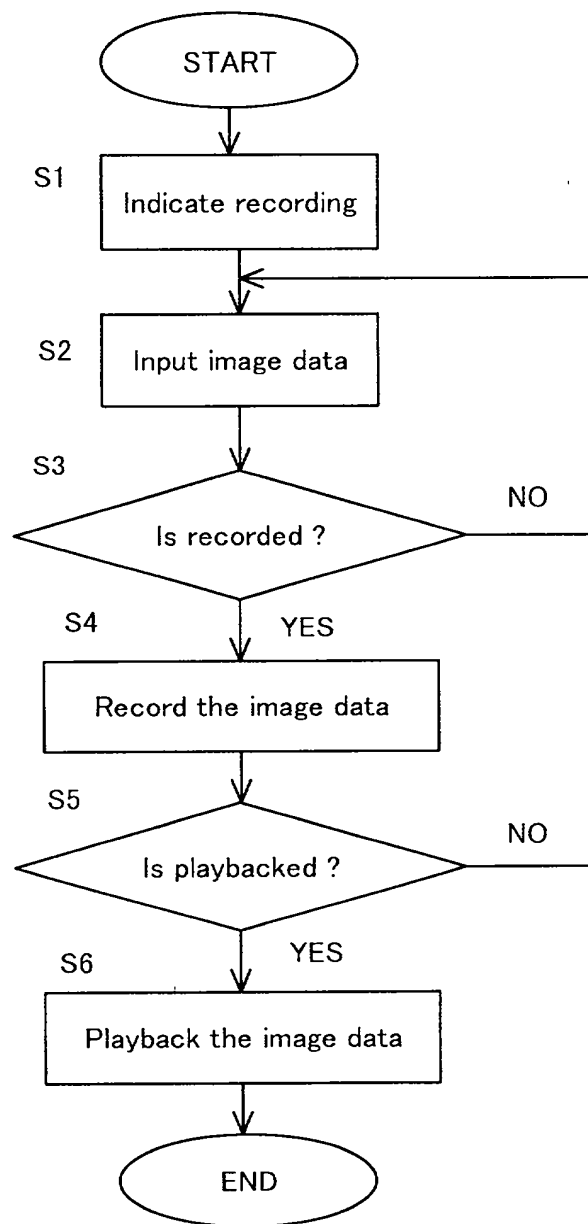 START
S1
Indicate recording
S2
Input image data
S3
Is recorded ?
NO
S4
YES
Record the image data
S5
Is playbacked ?
NO
S6
YES
Playback the image data
END